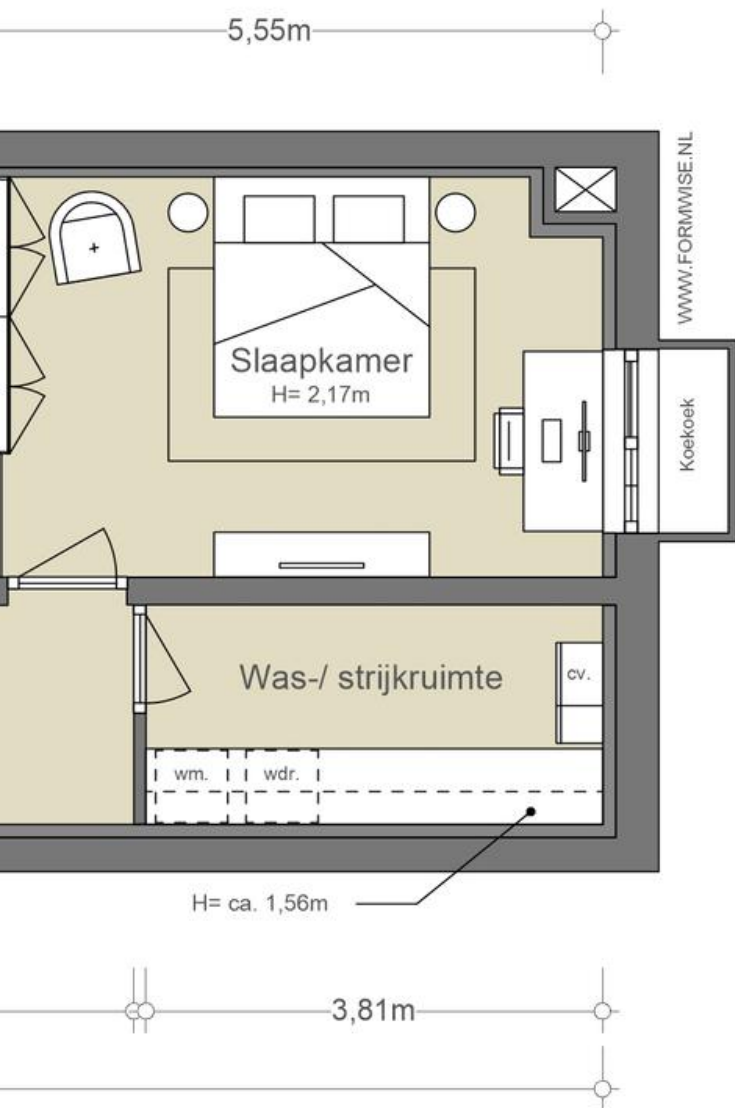 5,55m
WWW.FORMWISE.NL
Slaapkamer
H= 2,17m
Koekoek
Was-/ strijkruimte
cv.
wm.
wdr.
H= ca. 1,56m
3,81m